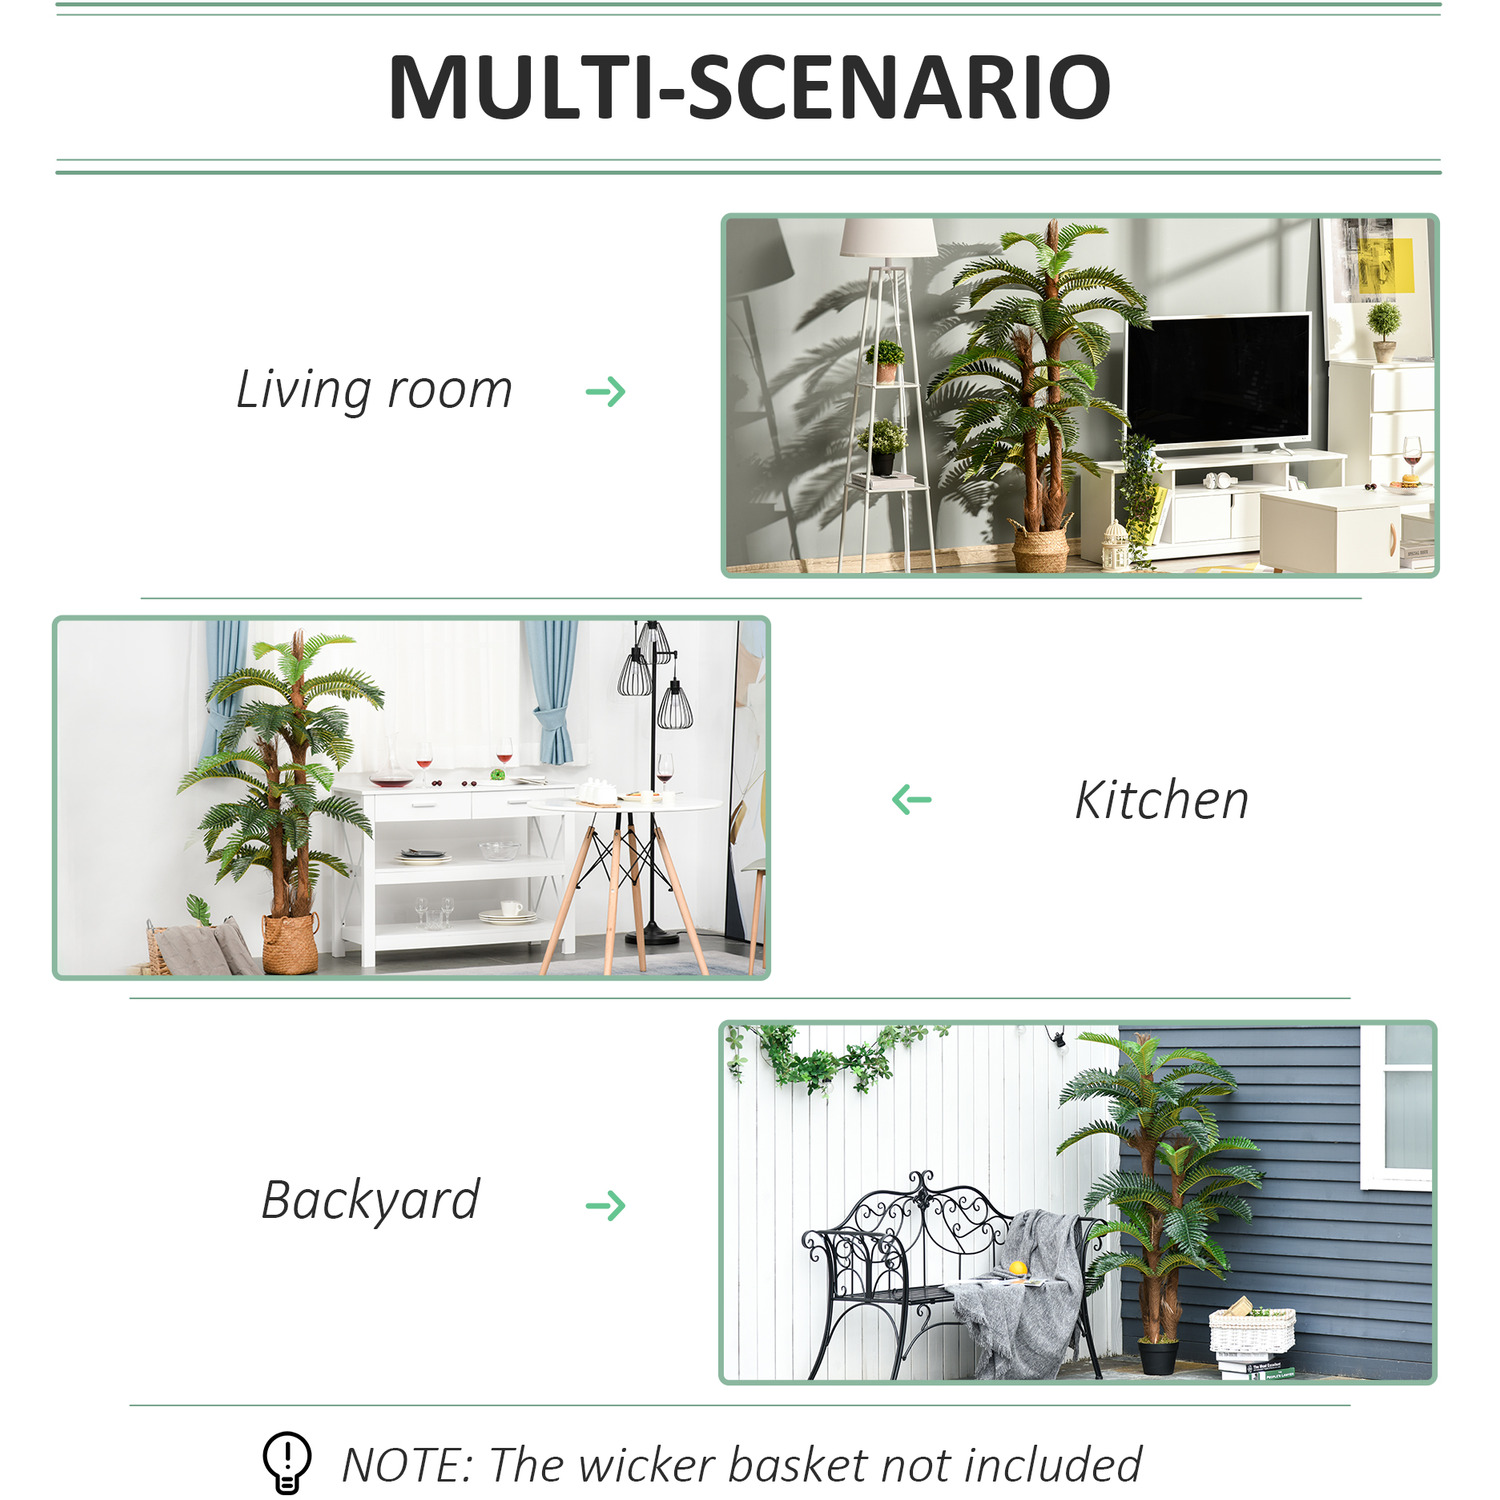 MULTI-SCENARIO
Living room
Kitchen
Backyard
NOTE: The wicker basket not included